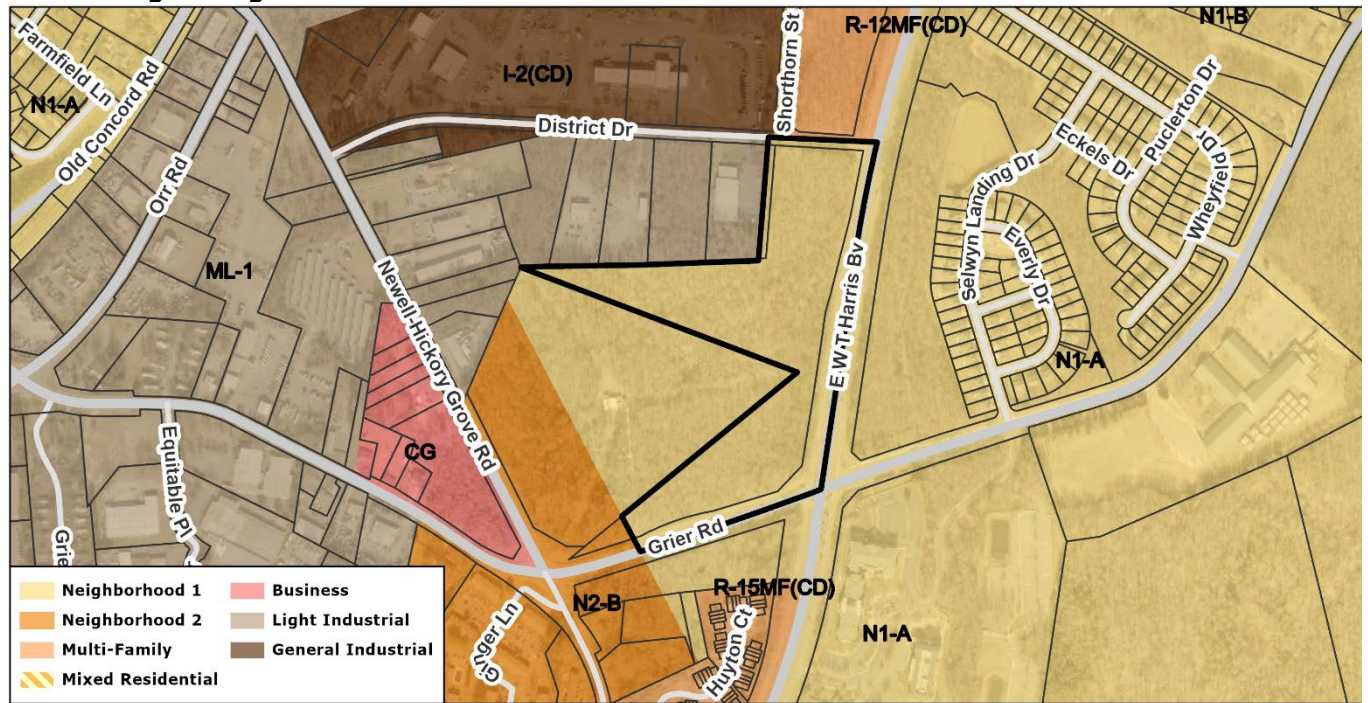 R-12MF(CD)
N1-B
Farmfield Ln
N1-A
Old Concord Rd
Orr Rd
I-2(CD)
Shorthorn St
District Dr
Puclerton Dr
Eckels Dr
Wheyfield Dr
Selwyn Landing Dr
Everly Dr
ML-1
Newell-Hickory Grove Rd
E W T Harris Bv
N1-A
CG
Equitable Pl
Grier Rd
R-15MF(CD)
N2-B
Ginger Ln
Huyton Ct
N1-A
Neighborhood 1
Neighborhood 2
Multi-Family
Mixed Residential
Business
Light Industrial
General Industrial